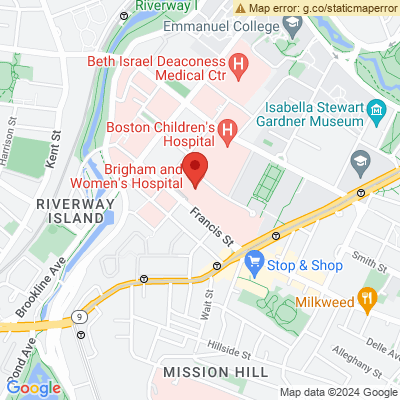 Map error: g.co/staticmaperror
Riverway I
Emmanuel College
Beth Israel Deaconess
Medical Ctr
H
Isabella Stewart
Gardner Museum
Harrison St
Kent St
Boston Children's
Hospital
H
Brigham and
Women's Hospital
RIVERWAY
ISLAND
Francis St
Brookline Ave
Stop & Shop
Smith St
Milkweed
9
Wait St
Pond Ave
Hillside St
Delle Ave
Alleghany St
MISSION HILL
Google
Map data ©2024 Google